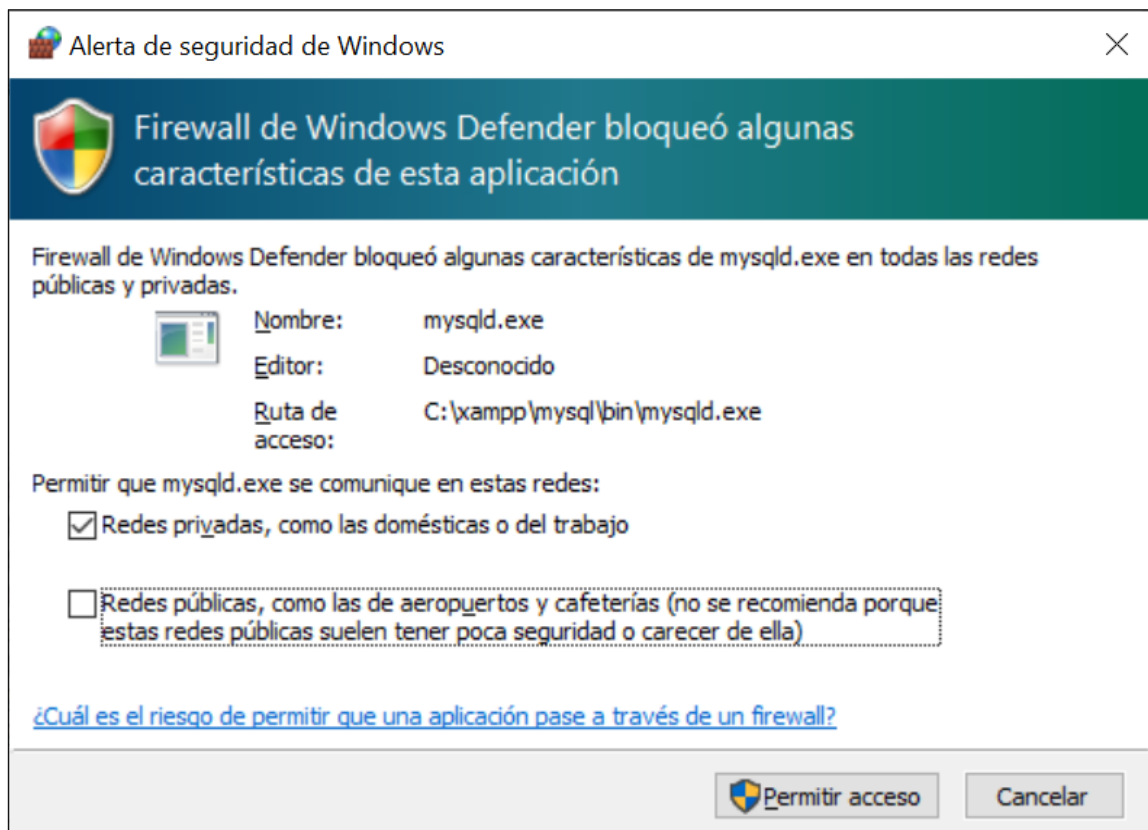 Alerta de seguridad de Windows
Firewall de Windows Defender bloqueó algunas
características de esta aplicación
Firewall de Windows Defender bloqueó algunas características de mysqld.exe en todas las redes
públicas y privadas.
Nombre: mysqld.exe
Editor: Desconocido
Ruta de C:\xampp\mysql\bin\mysqld.exe
acceso:
Permitir que mysqld.exe se comunique en estas redes:
Redes privadas, como las domésticas o del trabajo
Redes públicas, como las de aeropuertos y cafeterías (no se recomienda porque
estas redes públicas suelen tener poca seguridad o carecer de ella)
¿Cuál es el riesgo de permitir que una aplicación pase a través de un firewall?
Permitir acceso Cancelar